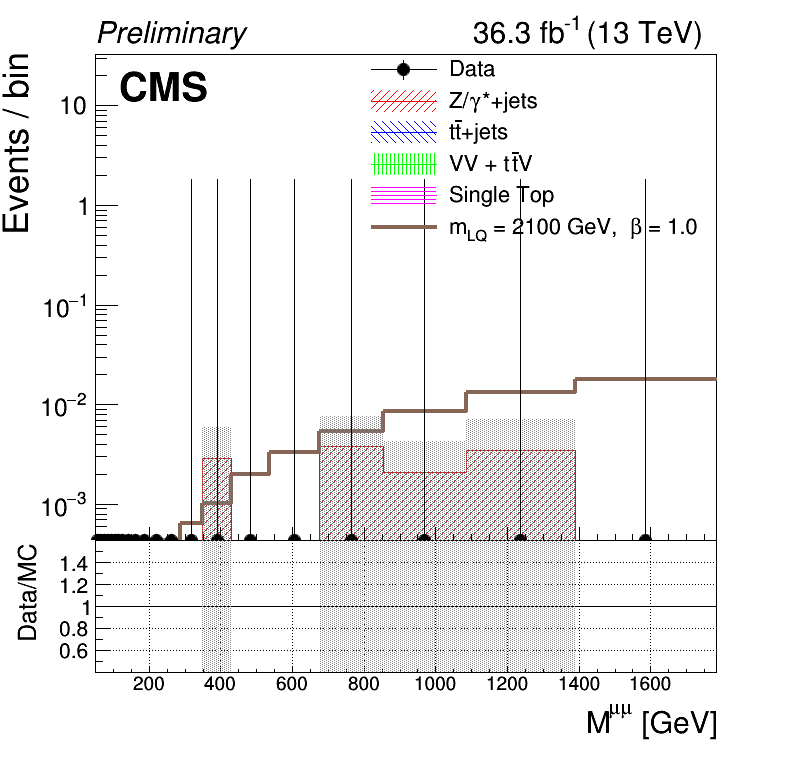 Preliminary 36.3 fb⁻¹ (13 TeV)
CMS
Data
Z/γ*+jets
tt̄+jets
VV + tt̄V
Single Top
m_LQ = 2100 GeV, β = 1.0
Events / bin
10
1
10⁻¹
10⁻²
10⁻³
Data/MC
1.4
1.2
1
0.8
0.6
200 400 600 800 1000 1200 1400 1600
M^μμ [GeV]